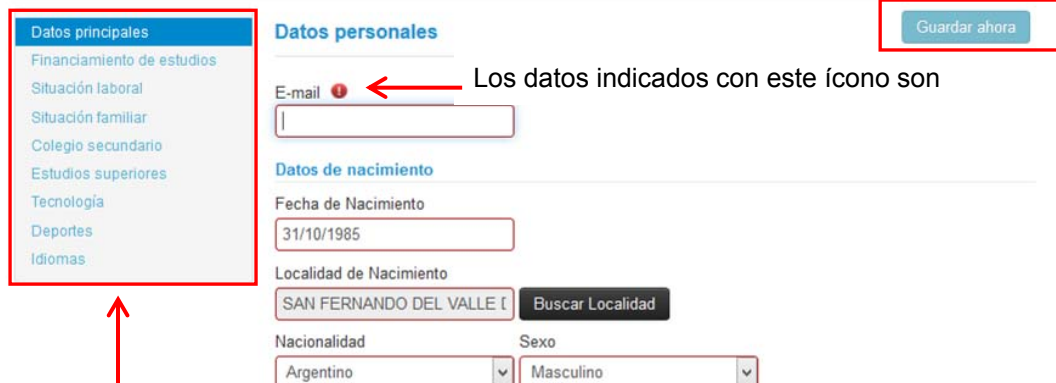 Datos principales
Financiamiento de estudios
Situación laboral
Situación familiar
Colegio secundario
Estudios superiores
Tecnología
Deportes
Idiomas
Datos personales
Guardar ahora
E-mail
Los datos indicados con este ícono son
Datos de nacimiento
Fecha de Nacimiento
31/10/1985
Localidad de Nacimiento
SAN FERNANDO DEL VALLE Buscar Localidad
Nacionalidad Sexo
Argentino Masculino